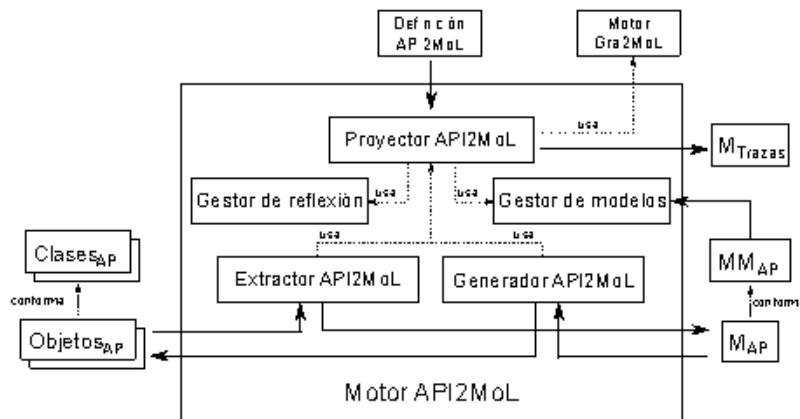 Definción
API2MoL
Motor
Gra2MoL
usa
Proyector API2MoL
M Trazas
usa
usa
Gestor de reflexión
Gestor de modelos
usa
usa
Clases AP
Extractor API2MoL
Generador API2MoL
MM AP
conforma
conforma
Objetos AP
M AP
Motor API2MoL